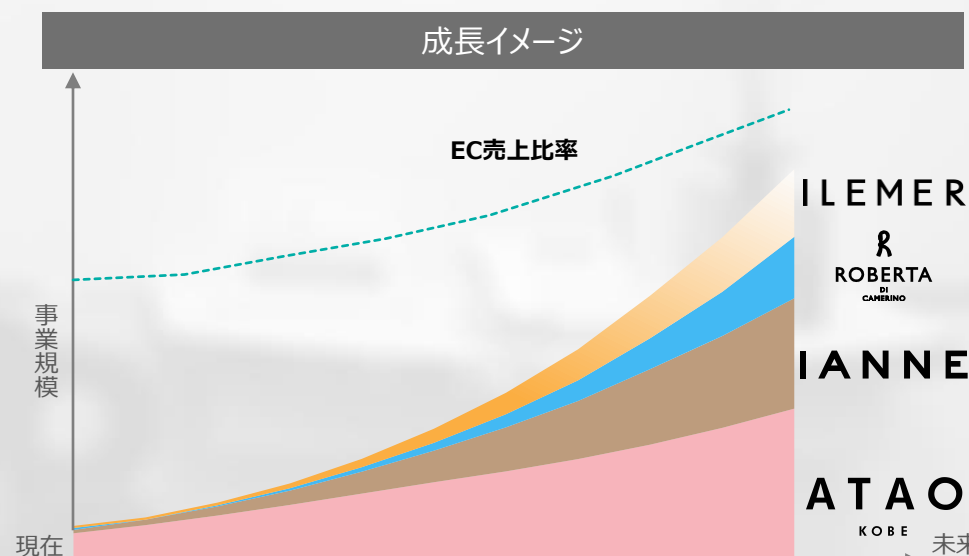 成長イメージ
EC売上比率
ILEMER
ROBERTA
DI
CAMERINO
事業規模
IANNE
ATAO
KOBE
現在
未来